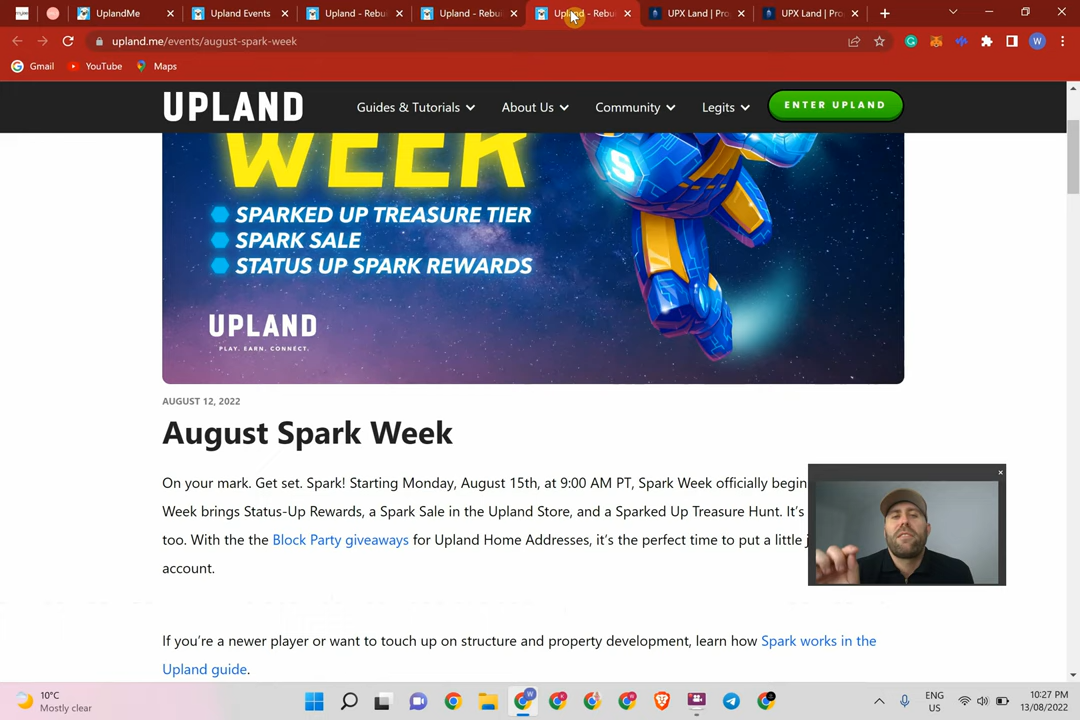 UplandMe
Upland Events
Upland - Rebu
Upland - Rebu
Upland - Rebu
UPX Land | Pro
UPX Land | Pro
upland.me/events/august-spark-week
W
Gmail
YouTube
Maps
UPLAND
Guides & Tutorials
About Us
Community
Legits
ENTER UPLAND
WEEK
SPARKED UP TREASURE TIER
SPARK SALE
STATUS UP SPARK REWARDS
S
UPLAND
PLAY. EARN. CONNECT.
AUGUST 12, 2022
August Spark Week
On your mark. Get set. Spark! Starting Monday, August 15th, at 9:00 AM PT, Spark Week officially begin
Week brings Status-Up Rewards, a Spark Sale in the Upland Store, and a Sparked Up Treasure Hunt. It's
too. With the the Block Party giveaways for Upland Home Addresses, it's the perfect time to put a little
account.
If you're a newer player or want to touch up on structure and property development, learn how Spark works in the
Upland guide.
10°C
Mostly clear
ENG
US
10:27 PM
13/08/2022